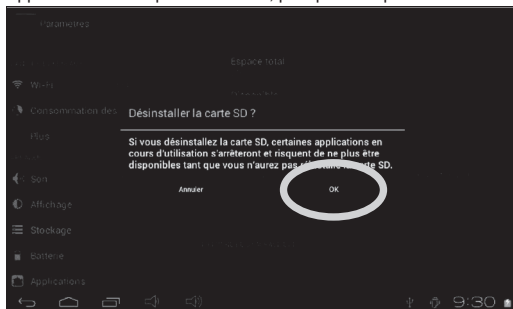 Paramètres
Espace total
Wi-Fi
Consommation des
Désinstaller la carte SD ?
Plus
Si vous désinstallez la carte SD, certaines applications en
cours d'utilisation s'arrêteront et risquent de ne plus être
disponibles tant que vous n'aurez pas réinstallé la carte SD.
Son
Annuler
OK
Affichage
Stockage
Batterie
Applications
9:30